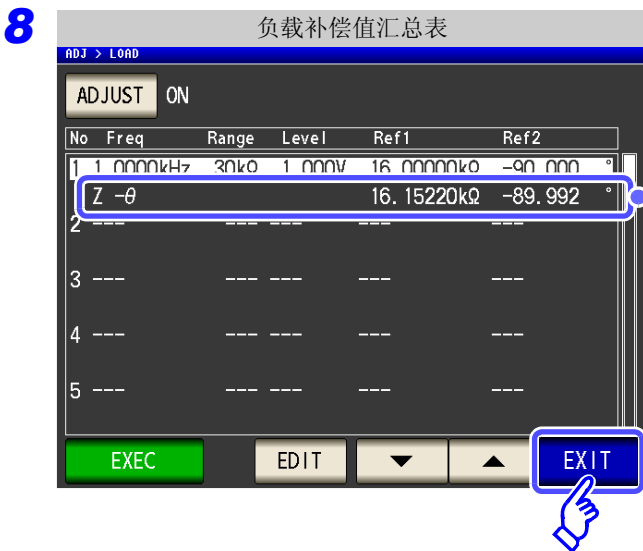 8
负载补偿值汇总表
ADJ > LOAD
ADJUST ON
No Freq Range Level Ref1 Ref2
1 1.0000kHz 30kΩ 1.000V 16.00000kΩ -90.000 °
Z -θ 16.15220kΩ -89.992 °
2 --- --- --- --- ---
3 --- --- --- --- ---
4 --- --- --- --- ---
5 --- --- --- --- ---
EXEC EDIT ▼ ▲ EXIT